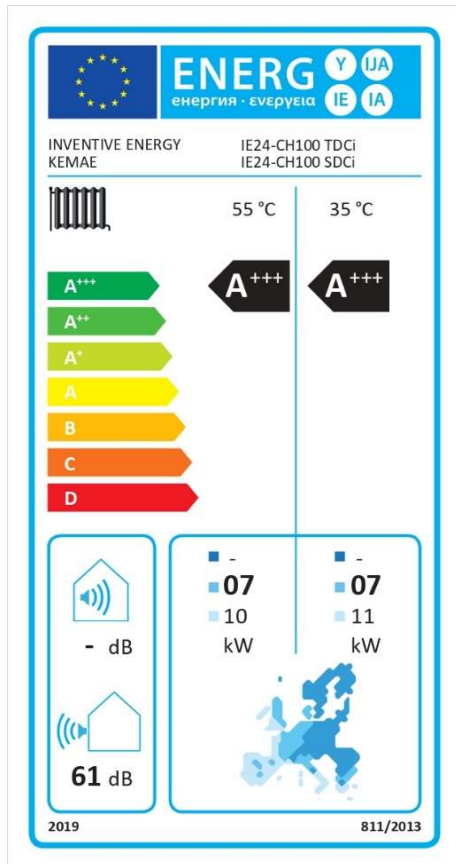 ENERG Y IJA
енергия · ενεργεια IE IA
INVENTIVE ENERGY IE24-CH100 TDCi
KEMAE IE24-CH100 SDCi
55 °C 35 °C
A+++ A+++ A+++
A++
A+
A
B
C
D
- -
07 07
10 11
kW kW
- dB
61 dB
2019 811/2013